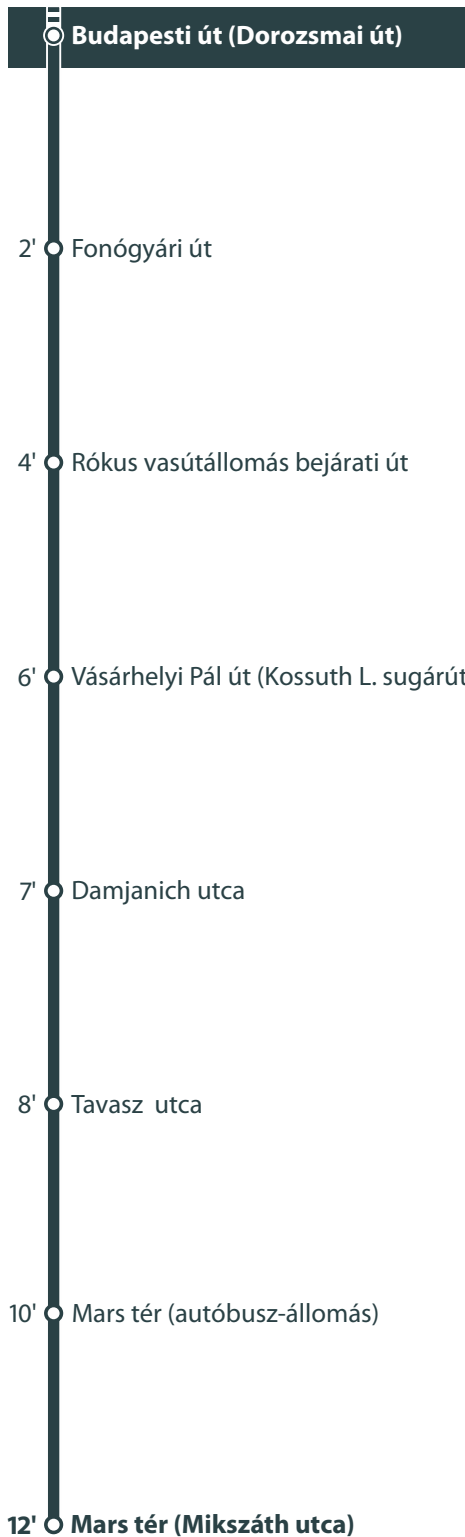 Budapesti út (Dorozsmai út)
2' Fonógyári út
4' Rókus vasútállomás bejárati út
6' Vásárhelyi Pál út (Kossuth L. sugárút
7' Damjanich utca
8' Tavasz utca
10' Mars tér (autóbusz-állomás)
12' Mars tér (Mikszáth utca)